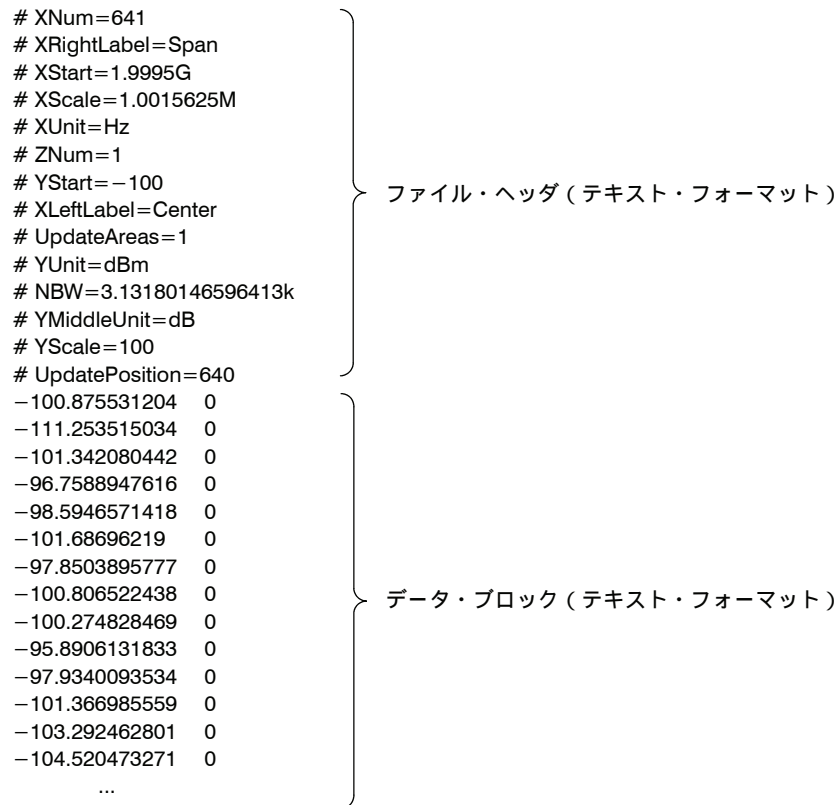 # XNum=641
# XRightLabel=Span
# XStart=1.9995G
# XScale=1.0015625M
# XUnit=Hz
# ZNum=1
# YStart=−100
# XLeftLabel=Center
# UpdateAreas=1
# YUnit=dBm
# NBW=3.13180146596413k
# YMiddleUnit=dB
# YScale=100
# UpdatePosition=640
ファイル・ヘッダ(テキスト・フォーマット)
−100.875531204 0
−111.253515034 0
−101.342080442 0
−96.7588947616 0
−98.5946571418 0
−101.68696219 0
−97.8503895777 0
−100.806522438 0
−100.274828469 0
−95.8906131833 0
−97.9340093534 0
−101.366985559 0
−103.292462801 0
−104.520473271 0
...
データ・ブロック(テキスト・フォーマット)